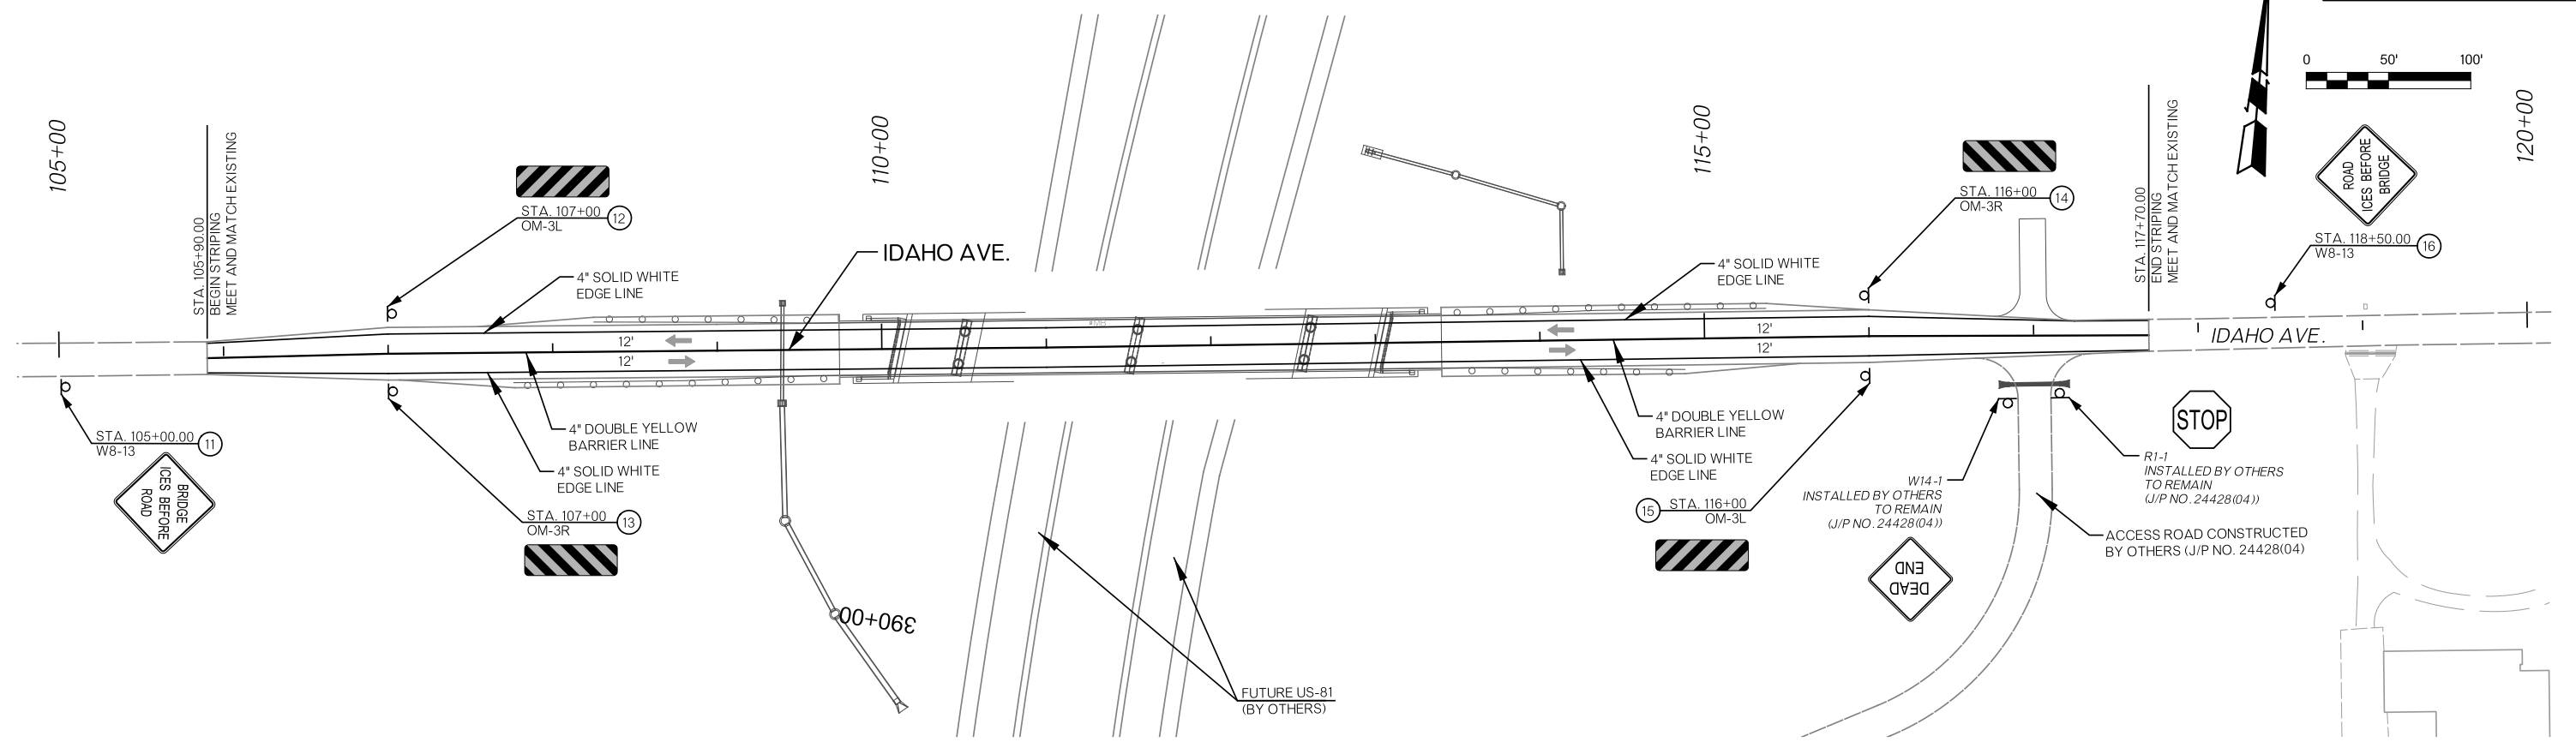 0 50' 100'
105+00
110+00
115+00
120+00
STA. 105+90.00
BEGIN STRIPING
MEET AND MATCH EXISTING
STA. 107+00 12
OM-3L
4" SOLID WHITE
EDGE LINE
IDAHO AVE.
4" SOLID WHITE
EDGE LINE
STA. 116+00 14
OM-3R
STA. 117+70.00
END STRIPING
MEET AND MATCH EXISTING
ROAD
ICES BEFORE
BRIDGE
STA. 118+50.00 16
W8-13
12'
12'
12'
12'
IDAHO AVE.
STA. 105+00.00 11
W8-13
BRIDGE
ICES BEFORE
ROAD
4" DOUBLE YELLOW
BARRIER LINE
4" SOLID WHITE
EDGE LINE
STA. 107+00 13
OM-3R
390+00
FUTURE US-81
(BY OTHERS)
4" DOUBLE YELLOW
BARRIER LINE
4" SOLID WHITE
EDGE LINE
15 STA. 116+00
OM-3L
W14-1
INSTALLED BY OTHERS
TO REMAIN
(J/P NO. 24428(04))
DEAD
END
STOP
R1-1
INSTALLED BY OTHERS
TO REMAIN
(J/P NO. 24428(04))
ACCESS ROAD CONSTRUCTED
BY OTHERS (J/P NO. 24428(04)